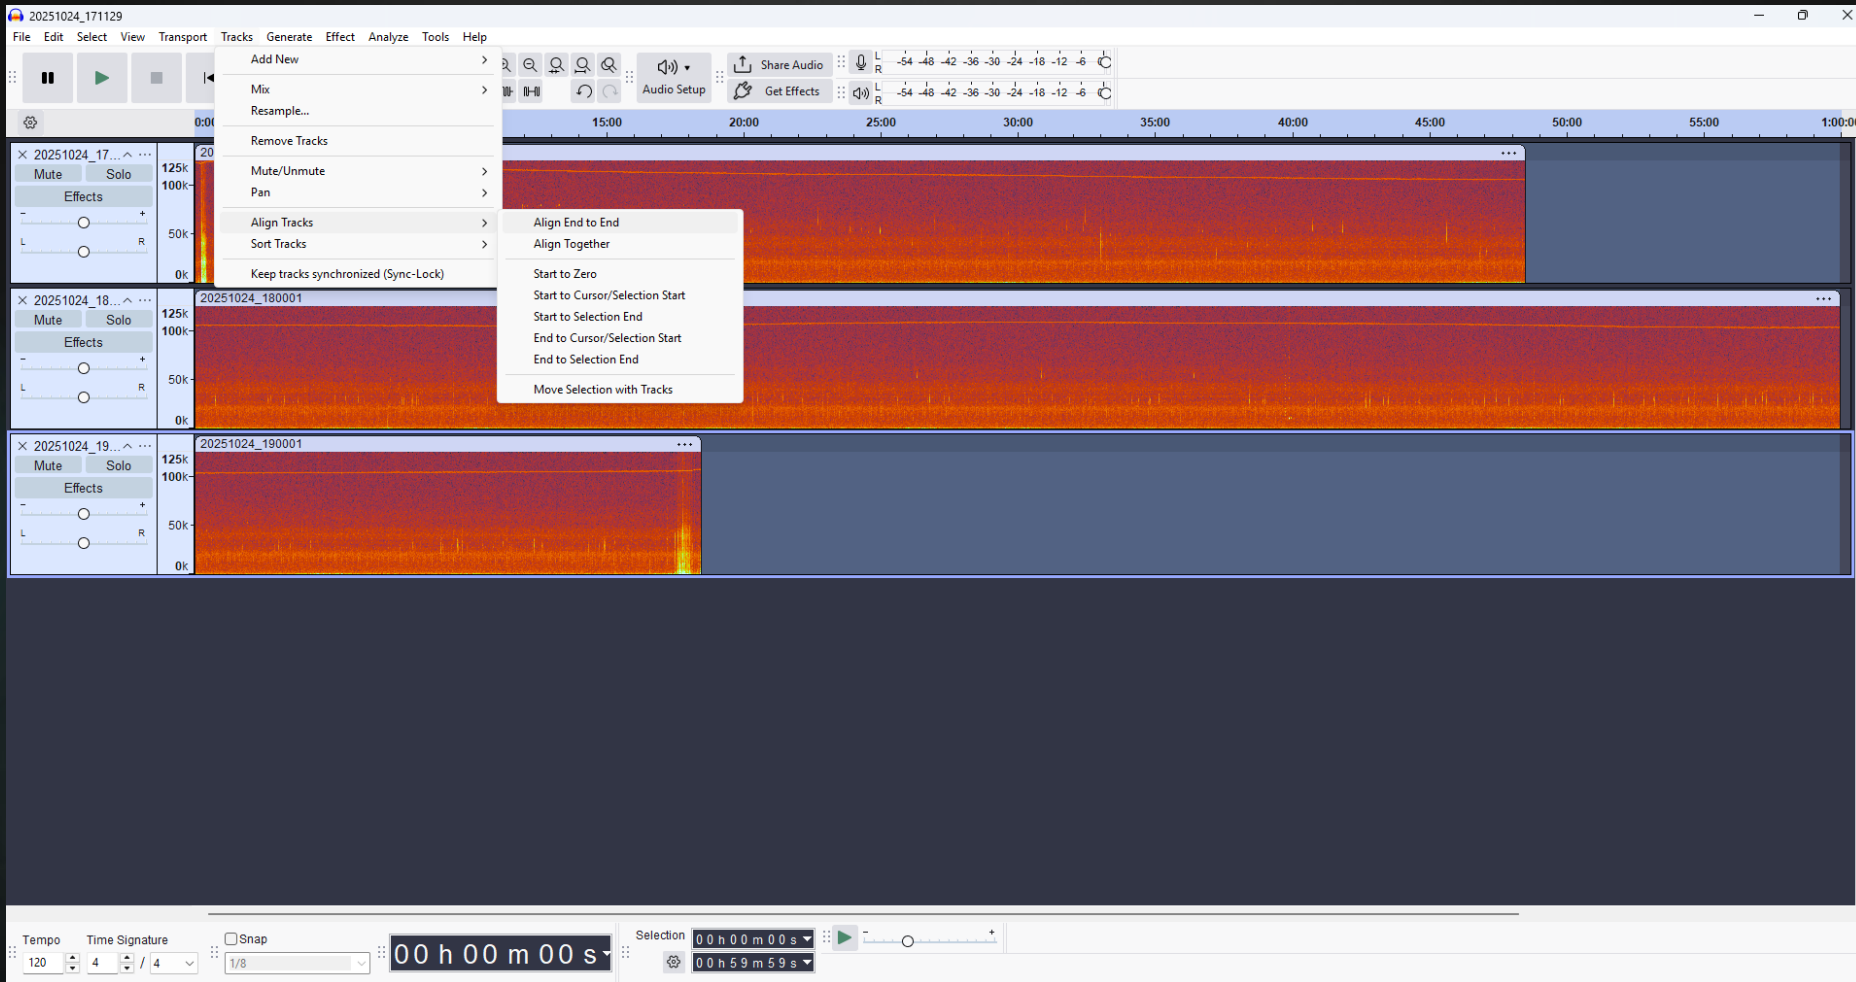 20251024_171129
File Edit Select View Transport Tracks Generate Effect Analyze Tools Help
Add New
Mix
Resample...
Remove Tracks
Mute/Unmute
Pan
Align Tracks
Sort Tracks
Keep tracks synchronized (Sync-Lock)
Align End to End
Align Together
Start to Zero
Start to Cursor/Selection Start
Start to Selection End
End to Cursor/Selection Start
End to Selection End
Move Selection with Tracks
Audio Setup
Share Audio
Get Effects
L
R
-54 -48 -42 -36 -30 -24 -18 -12 -6
L
R
-54 -48 -42 -36 -30 -24 -18 -12 -6
15:00 20:00 25:00 30:00 35:00 40:00 45:00 50:00 55:00
20251024_17...
Mute Solo
Effects
- +
L R
125k
100k
50k
0k
20251024_18...
Mute Solo
Effects
- +
L R
125k
100k
50k
0k
20251024_180001
20251024_19...
Mute Solo
Effects
- +
L R
125k
100k
50k
0k
20251024_190001
Tempo
120
Time Signature
4 / 4
Snap
1/8
00 h 00 m 00 s
Selection
00 h 00 m 00 s
00 h 59 m 59 s
- +